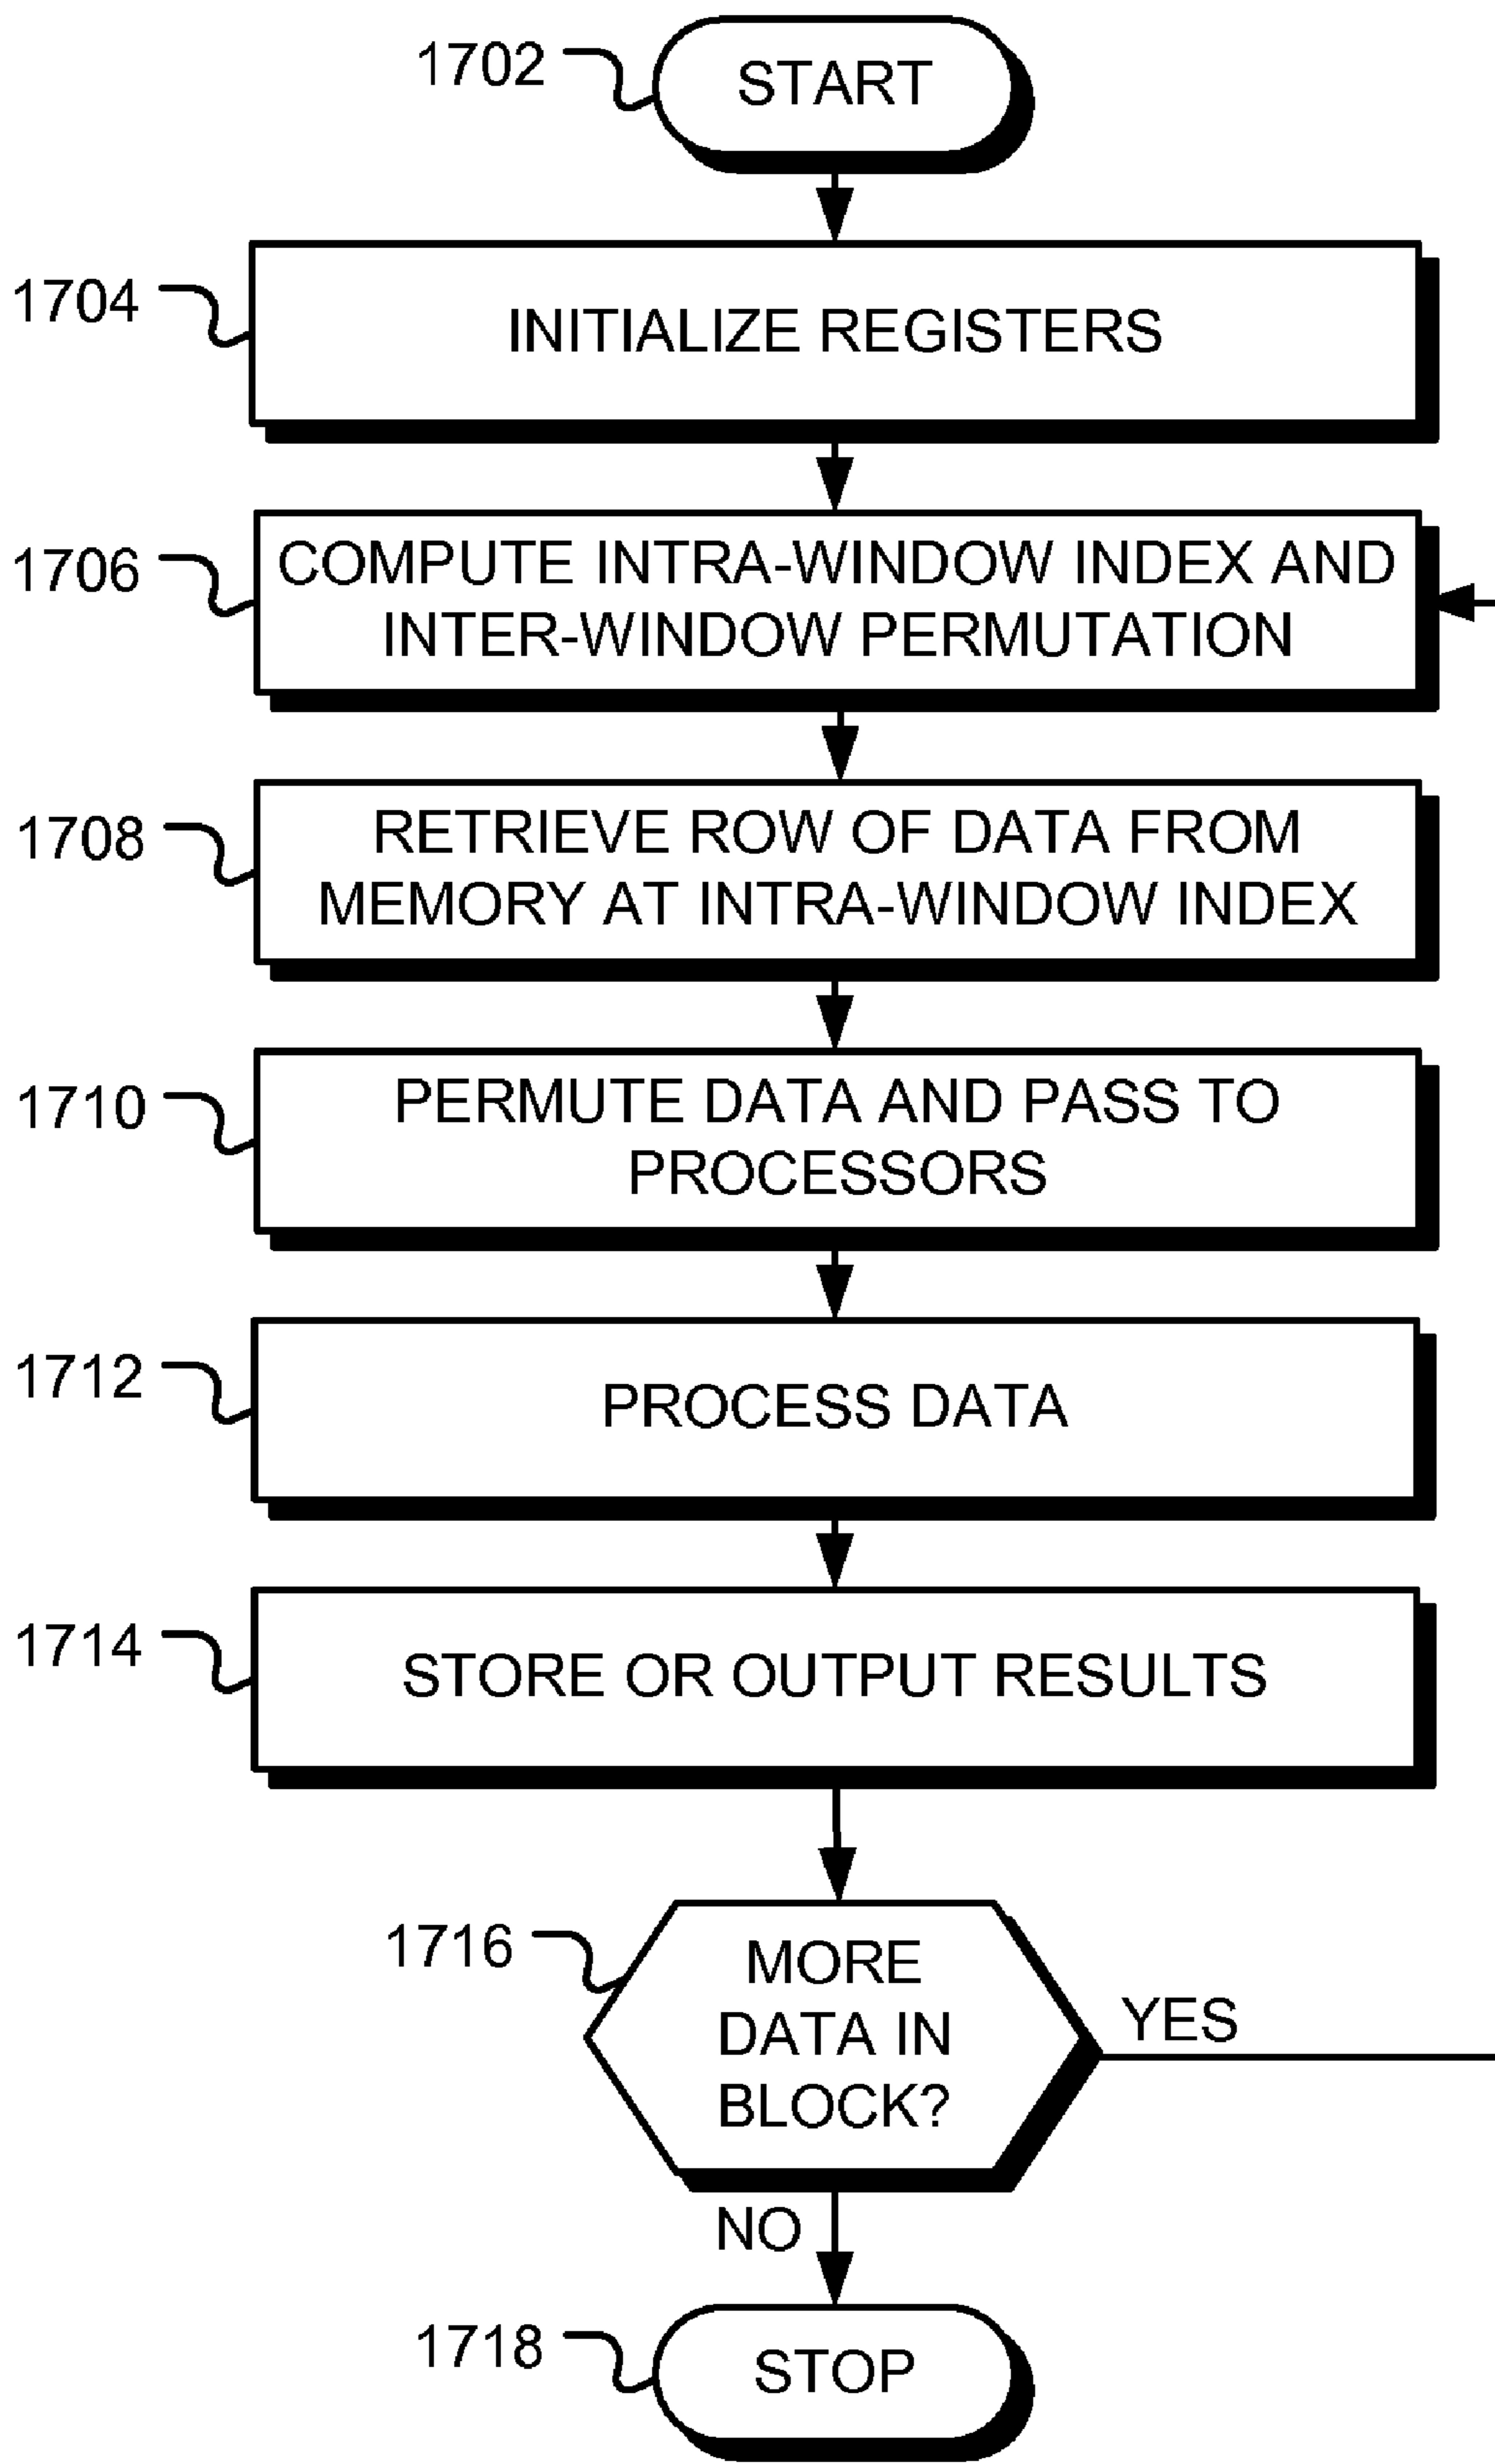 1702
START
1704
INITIALIZE REGISTERS
1706
COMPUTE INTRA-WINDOW INDEX AND
INTER-WINDOW PERMUTATION
1708
RETRIEVE ROW OF DATA FROM
MEMORY AT INTRA-WINDOW INDEX
1710
PERMUTE DATA AND PASS TO
PROCESSORS
1712
PROCESS DATA
1714
STORE OR OUTPUT RESULTS
1716
MORE
DATA IN
BLOCK?
YES
NO
1718
STOP